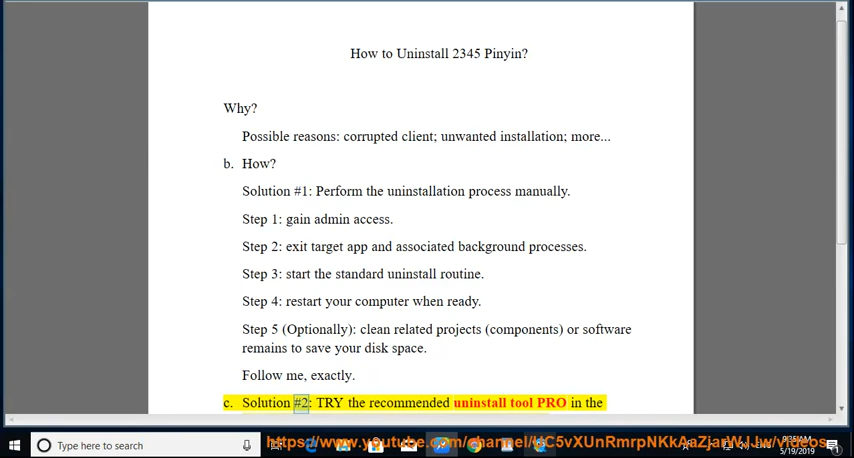 How to Uninstall 2345 Pinyin?
Why?
Possible reasons: corrupted client; unwanted installation; more...
b. How?
Solution #1: Perform the uninstallation process manually.
Step 1: gain admin access.
Step 2: exit target app and associated background processes.
Step 3: start the standard uninstall routine.
Step 4: restart your computer when ready.
Step 5 (Optionally): clean related projects (components) or software
remains to save your disk space.
Follow me, exactly.
c. Solution #2: TRY the recommended uninstall tool PRO in the
Type here to search
9:35 AM
5/19/2019
1